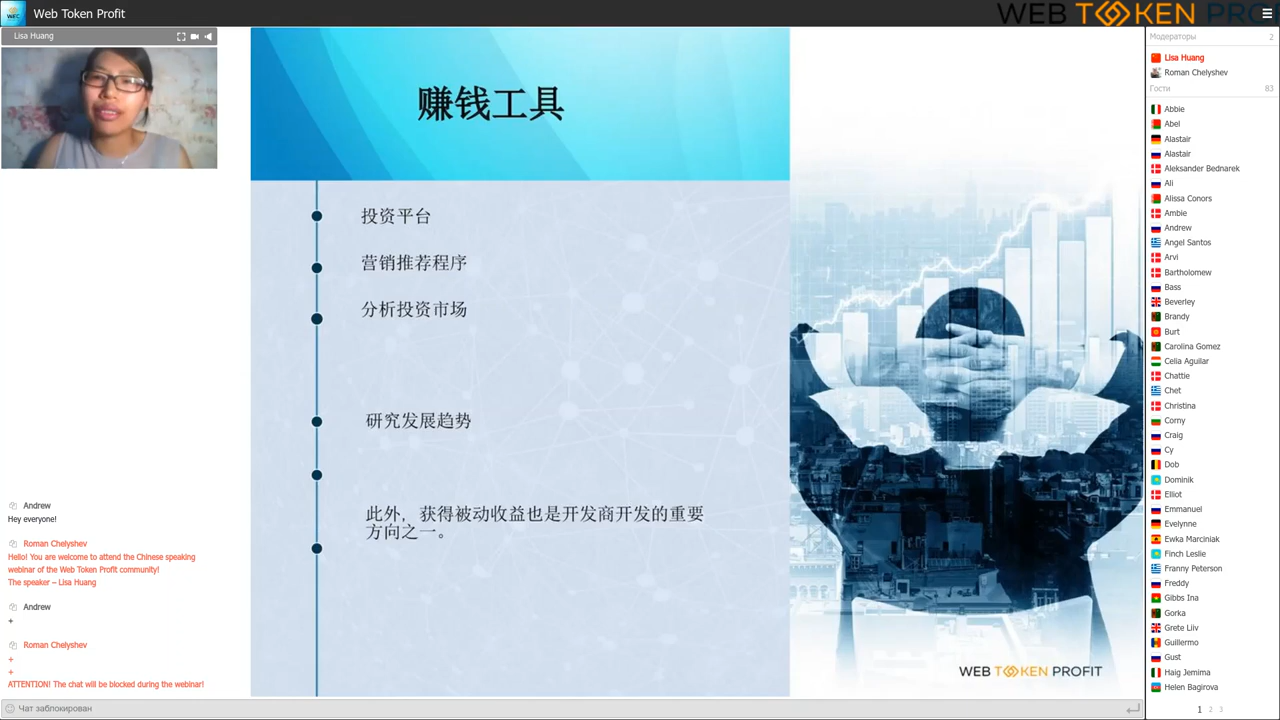 Web Token Profit
WEB TOKEN PROF
Lisa Huang
赚钱工具
投资平台
营销推荐程序
分析投资市场
研究发展趋势
此外，获得被动收益也是开发商开发的重要
方向之一。
WEB TOKEN PROFIT
Andrew
Hey everyone!
Roman Chelyshev
Hello! You are welcome to attend the Chinese speaking
webinar of the Web Token Profit community!
The speaker – Lisa Huang
Andrew
+
Roman Chelyshev
+
+
ATTENTION! The chat will be blocked during the webinar!
Чат заблокирован
Модераторы 2
Lisa Huang
Roman Chelyshev
Гости 83
Abbie
Abel
Alastair
Alastair
Aleksander Bednarek
Ali
Alissa Conors
Ambie
Andrew
Angel Santos
Arvi
Bartholomew
Bass
Beverley
Brandy
Burt
Carolina Gomez
Celia Aguilar
Chattie
Chet
Christina
Corny
Craig
Cy
Dob
Dominik
Elliot
Emmanuel
Evelynne
Ewka Marciniak
Finch Leslie
Franny Peterson
Freddy
Gibbs Ina
Gorka
Grete Liiv
Guillermo
Gust
Haig Jemima
Helen Bagirova
1 2 3